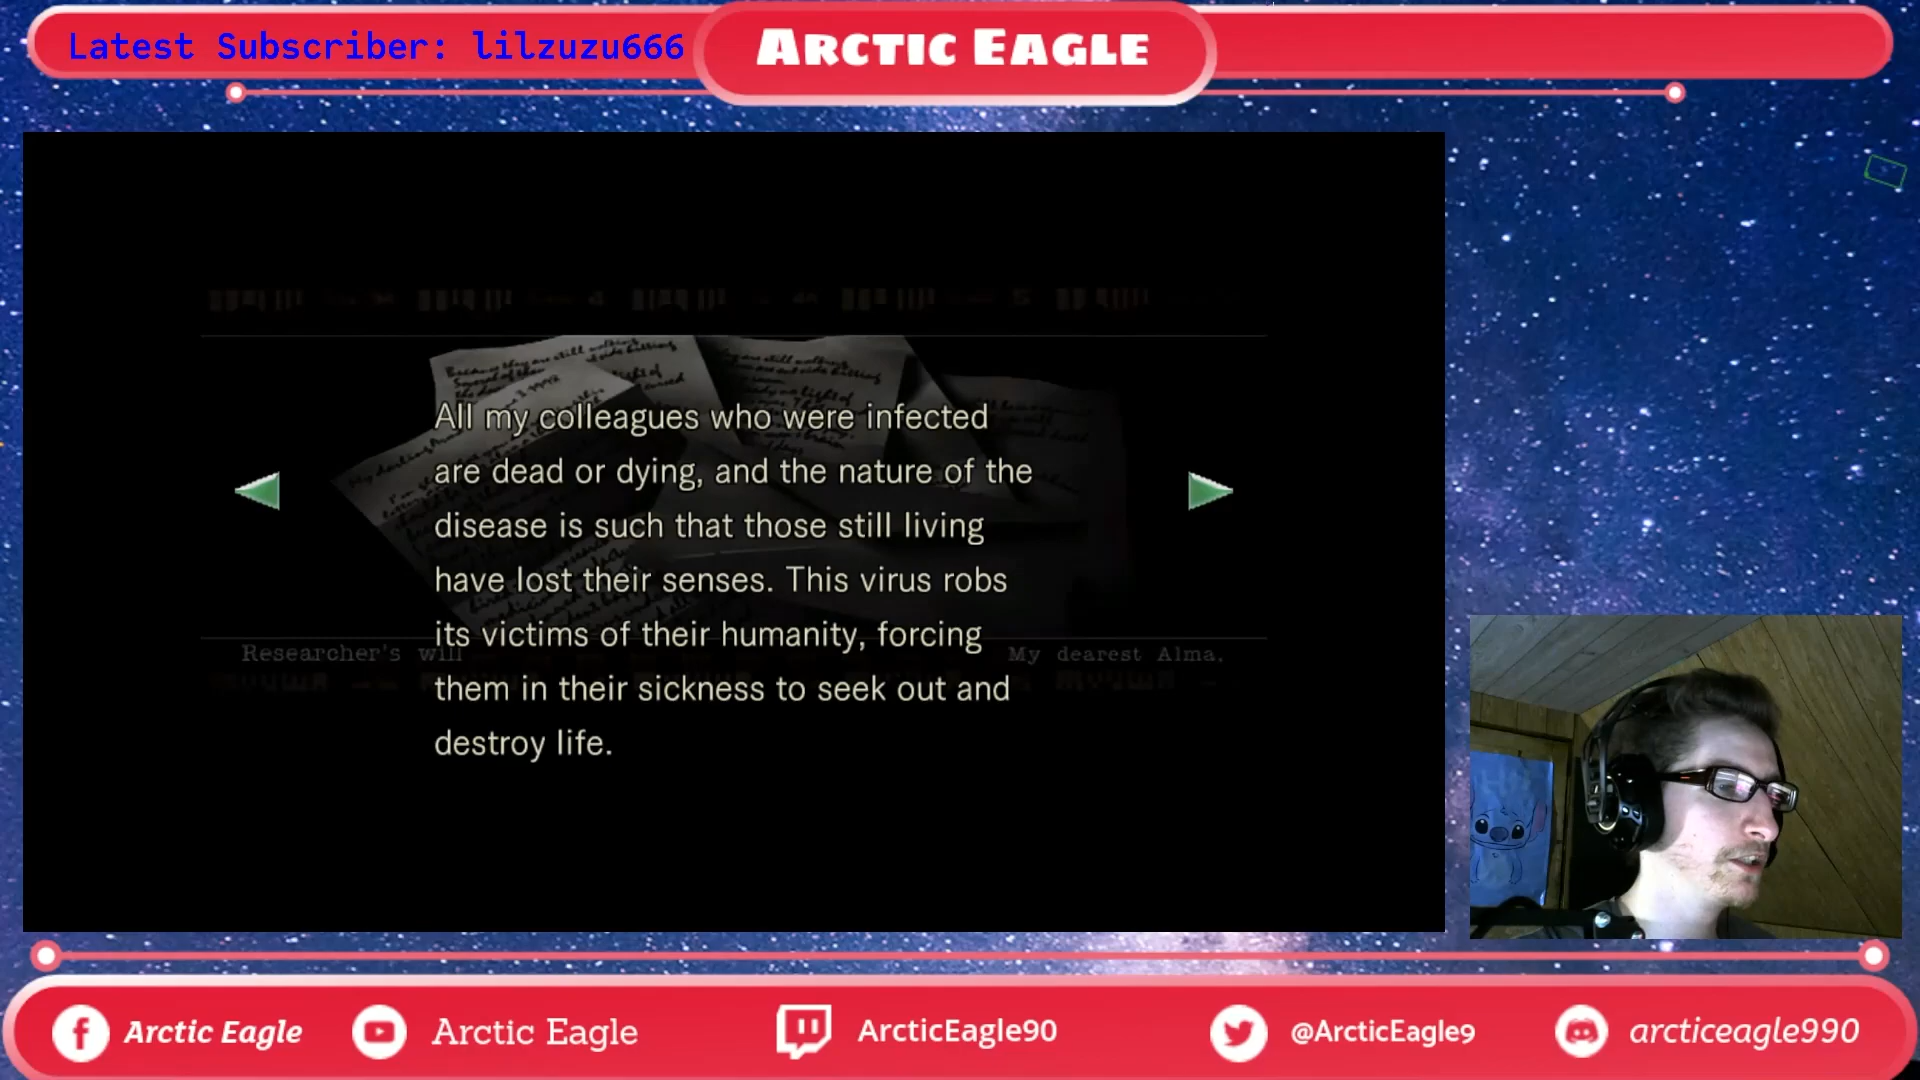 Latest Subscriber: lilzuzu666
ARCTIC EAGLE
All my colleagues who were infected
are dead or dying, and the nature of the
disease is such that those still living
have lost their senses. This virus robs
its victims of their humanity, forcing
them in their sickness to seek out and
destroy life.
Researcher's will
My dearest Alma,
Arctic Eagle
Arctic Eagle
ArcticEagle90
@ArcticEagle9
arcticeagle990